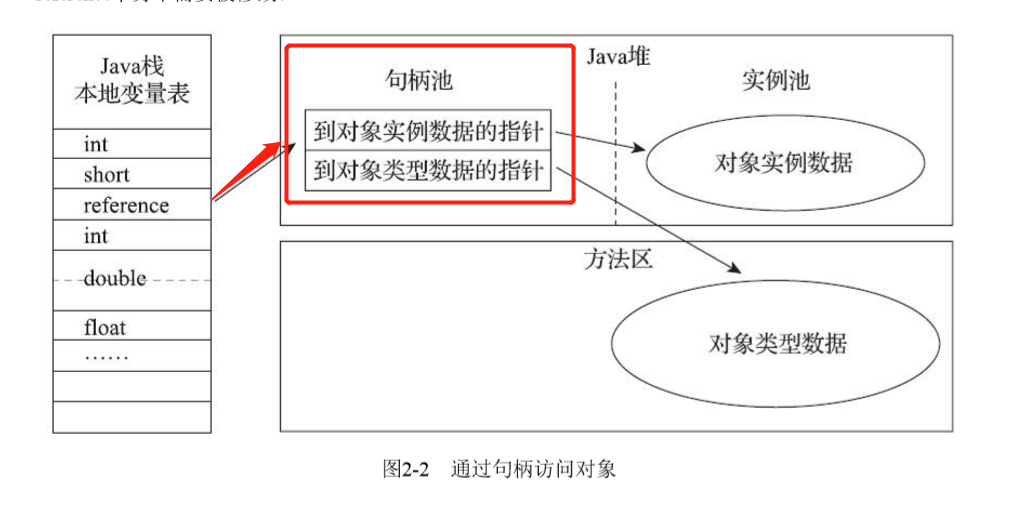 Java栈
本地变量表
int
short
reference
int
double
float
……
句柄池
到对象实例数据的指针
到对象类型数据的指针
Java堆
实例池
对象实例数据
方法区
对象类型数据
图2-2 通过句柄访问对象